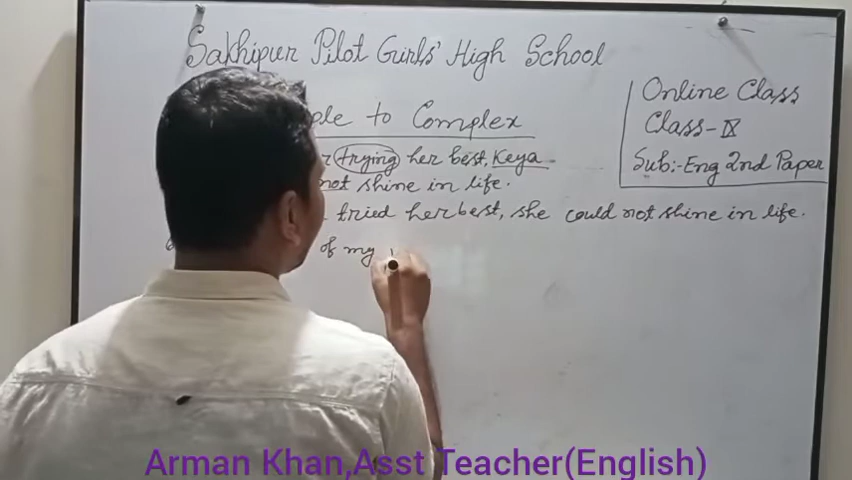 Sakhipur Pilot Girls' High School
Online Class
Class-IX
Sub:-Eng 2nd Paper
to Complex
trying her best, Keya
not shine in life.
tried her best, she could not shine in life.
of my
Arman Khan,Asst Teacher(English)